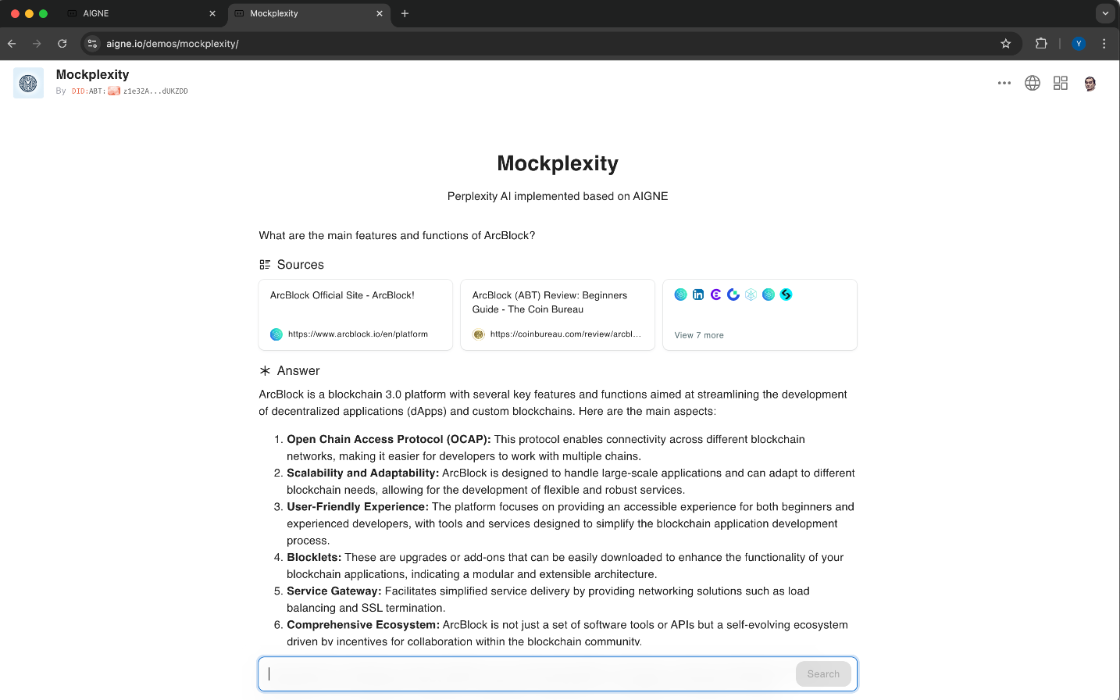 AIGNE
Mockplexity
aigne.io/demos/mockplexity/
Y
Mockplexity
By DID:ABT: z1e32A...dUKZDD
Mockplexity
Perplexity AI implemented based on AIGNE
What are the main features and functions of ArcBlock?
Sources
ArcBlock Official Site - ArcBlock!
https://www.arcblock.io/en/platform
ArcBlock (ABT) Review: Beginners
Guide - The Coin Bureau
https://coinbureau.com/review/arcbl...
View 7 more
Answer
ArcBlock is a blockchain 3.0 platform with several key features and functions aimed at streamlining the development
of decentralized applications (dApps) and custom blockchains. Here are the main aspects:
1. Open Chain Access Protocol (OCAP): This protocol enables connectivity across different blockchain
networks, making it easier for developers to work with multiple chains.
2. Scalability and Adaptability: ArcBlock is designed to handle large-scale applications and can adapt to different
blockchain needs, allowing for the development of flexible and robust services.
3. User-Friendly Experience: The platform focuses on providing an accessible experience for both beginners and
experienced developers, with tools and services designed to simplify the blockchain application development
process.
4. Blocklets: These are upgrades or add-ons that can be easily downloaded to enhance the functionality of your
blockchain applications, indicating a modular and extensible architecture.
5. Service Gateway: Facilitates simplified service delivery by providing networking solutions such as load
balancing and SSL termination.
6. Comprehensive Ecosystem: ArcBlock is not just a set of software tools or APIs but a self-evolving ecosystem
driven by incentives for collaboration within the blockchain community.
Search